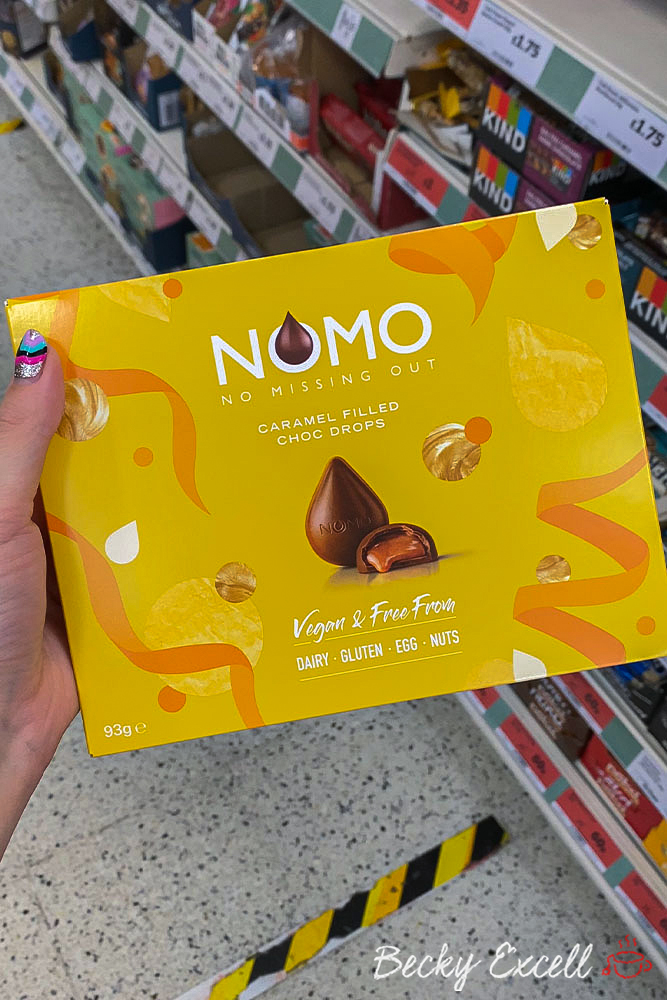 £1.75
£1.75
KIND
KIND
KIND
NOMO
NO MISSING OUT
CARAMEL FILLED
CHOC DROPS
NOMO
Vegan & Free From
DAIRY · GLUTEN · EGG · NUTS
93g℮
Becky Excell